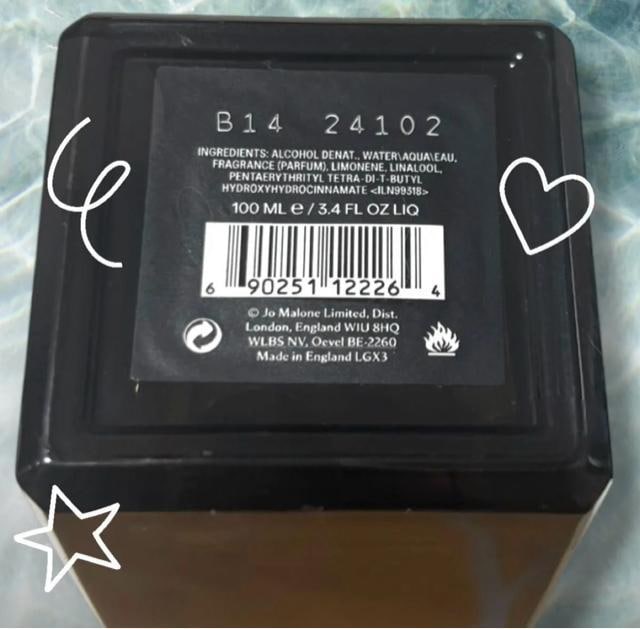 B14 24102
INGREDIENTS: ALCOHOL DENAT., WATER\AQUA\EAU,
FRAGRANCE (PARFUM), LIMONENE, LINALOOL,
PENTAERYTHRITYL TETRA-DI-T-BUTYL
HYDROXYHYDROCINNAMATE <ILN99318>
100 ML e / 3.4 FL OZ LIQ
6 90251 12226 4
© Jo Malone Limited, Dist.
London, England W1U 8HQ
WLBS NV, Oevel BE-2260
Made in England LGX3